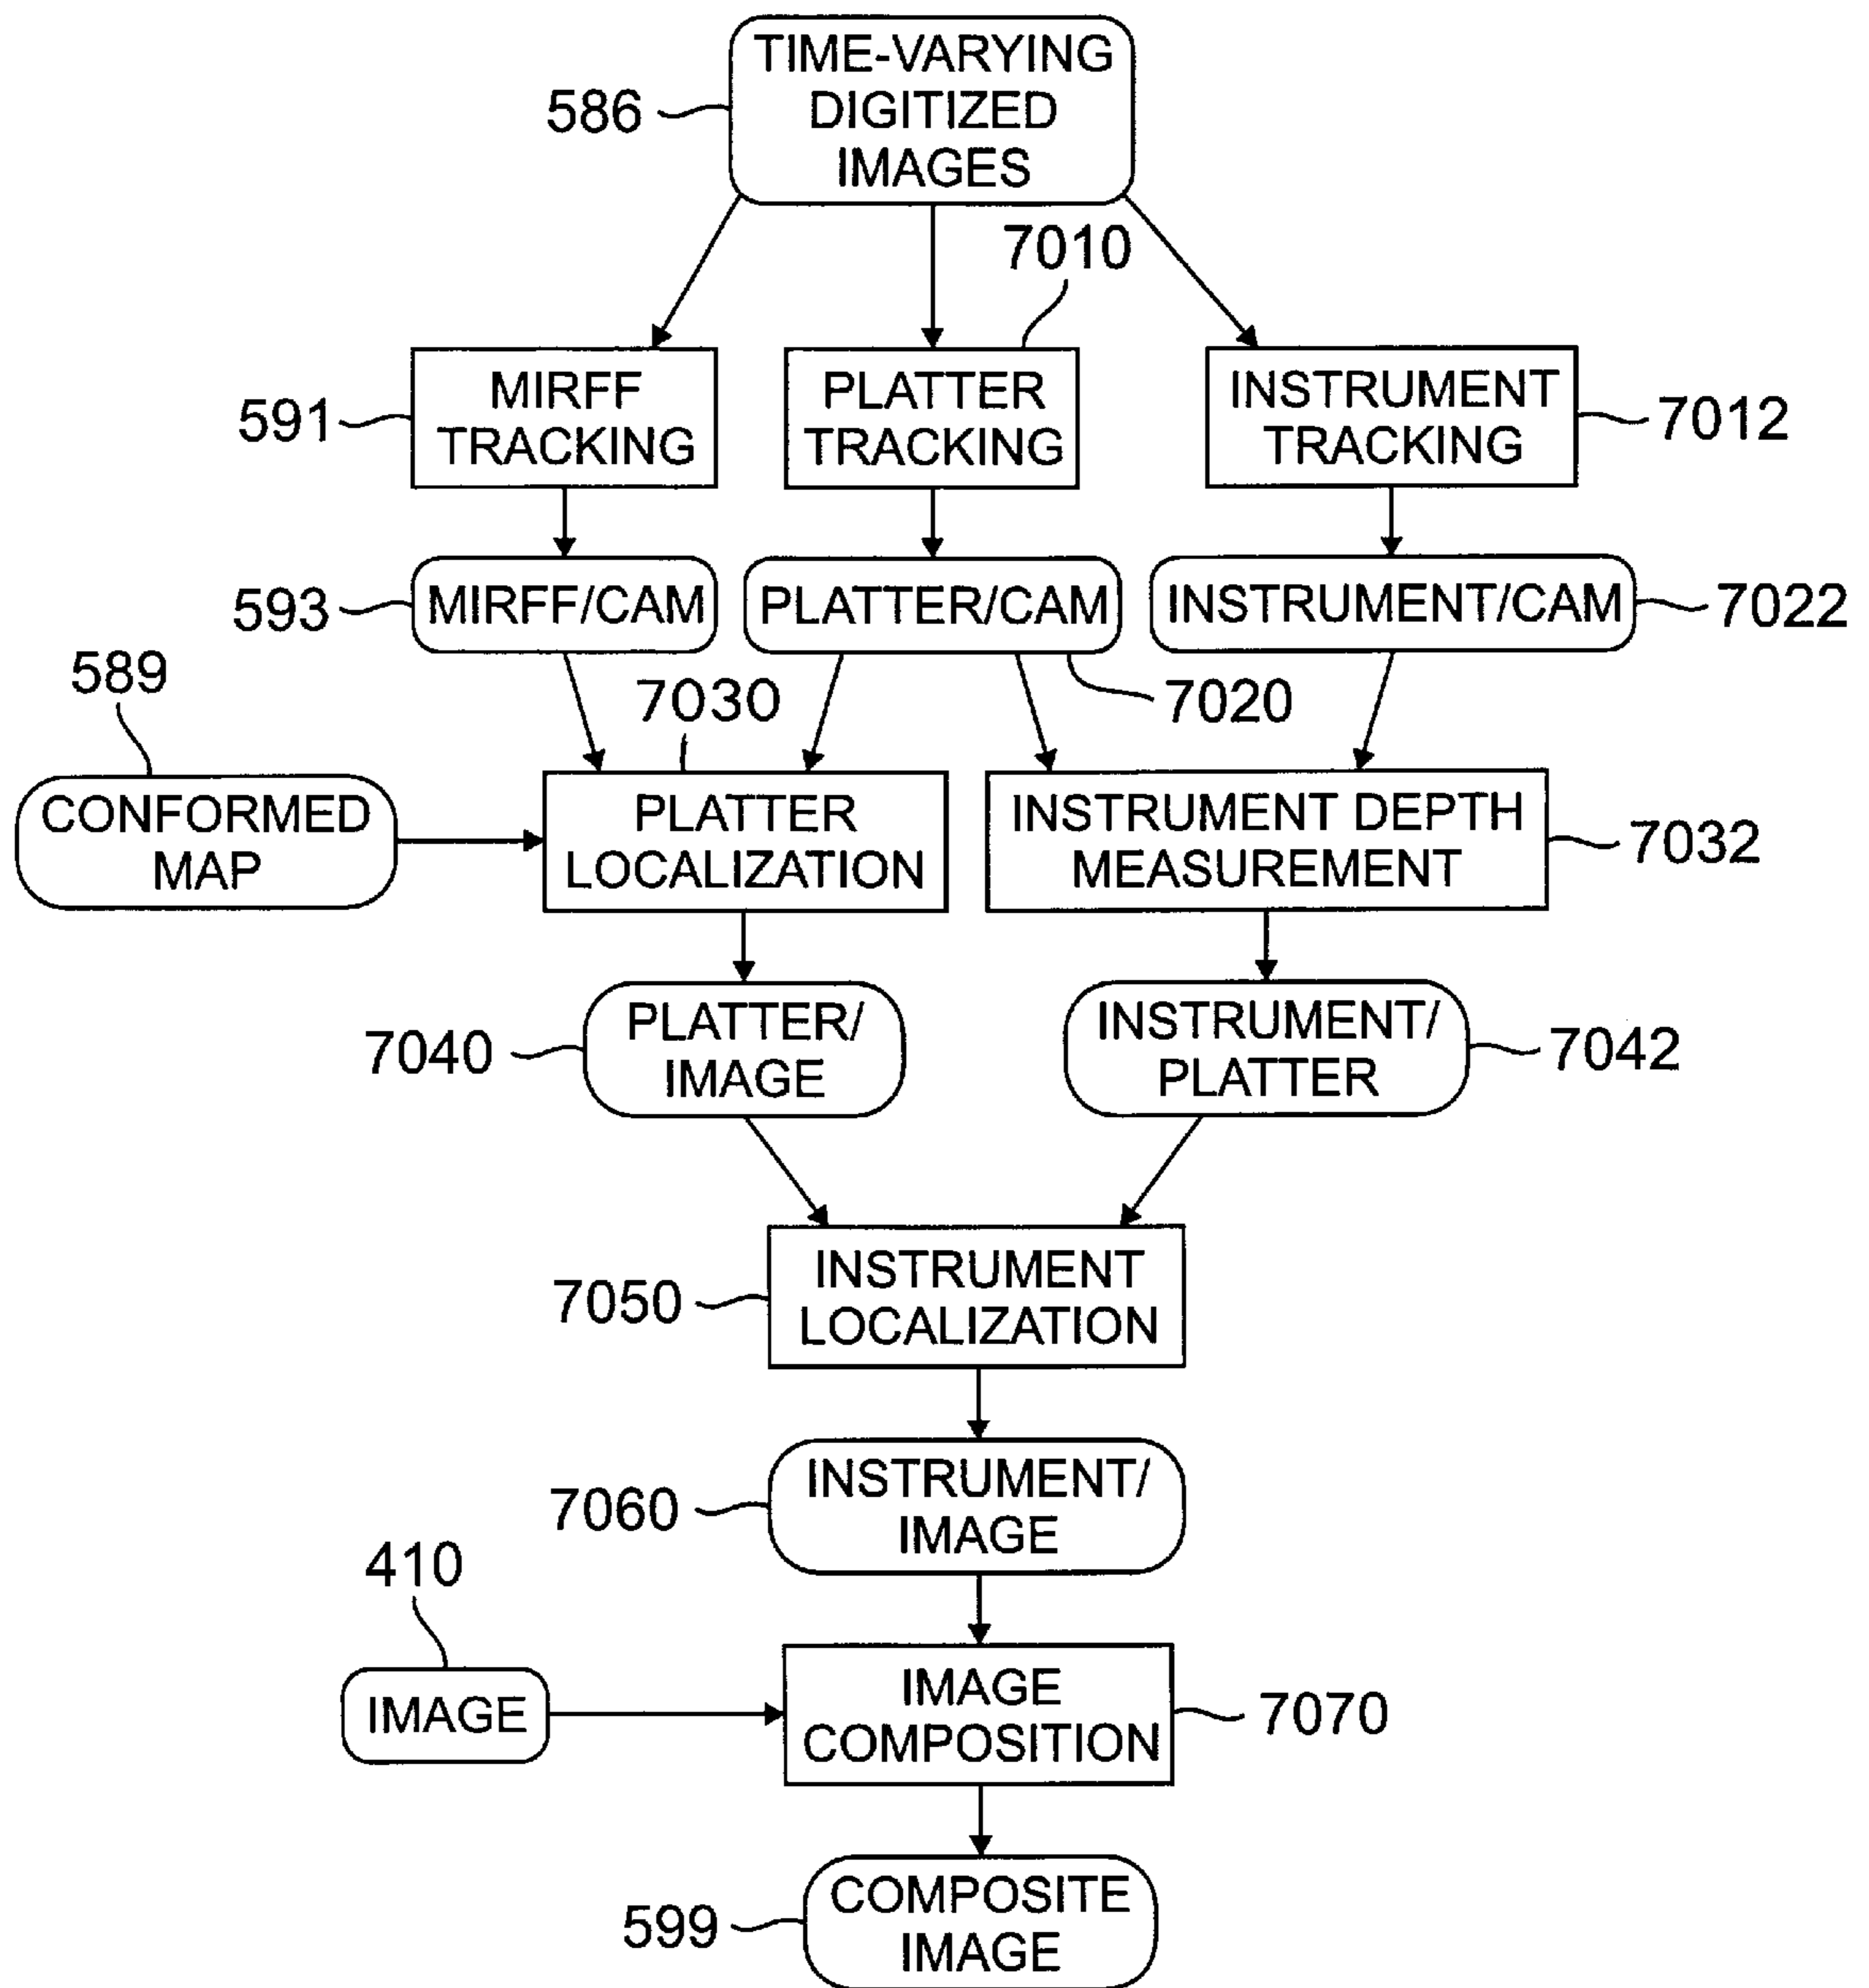 TIME-VARYING
DIGITIZED
IMAGES
586
7010
MIRFF
TRACKING
591
PLATTER
TRACKING
INSTRUMENT
TRACKING
7012
593
MIRFF/CAM
PLATTER/CAM
INSTRUMENT/CAM
7022
589
7030
7020
CONFORMED
MAP
PLATTER
LOCALIZATION
INSTRUMENT DEPTH
MEASUREMENT
7032
7040
PLATTER/
IMAGE
INSTRUMENT/
PLATTER
7042
7050
INSTRUMENT
LOCALIZATION
7060
INSTRUMENT/
IMAGE
410
IMAGE
IMAGE
COMPOSITION
7070
599
COMPOSITE
IMAGE